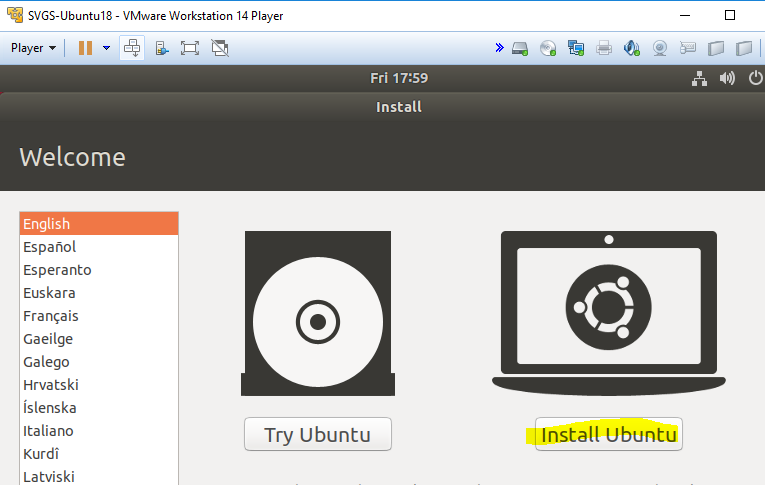 SVGS-Ubuntu18 - VMware Workstation 14 Player
Player
Fri 17:59
Install
Welcome
English
Español
Esperanto
Euskara
Français
Gaeilge
Galego
Hrvatski
Íslenska
Italiano
Kurdî
Latviski
Try Ubuntu
Install Ubuntu